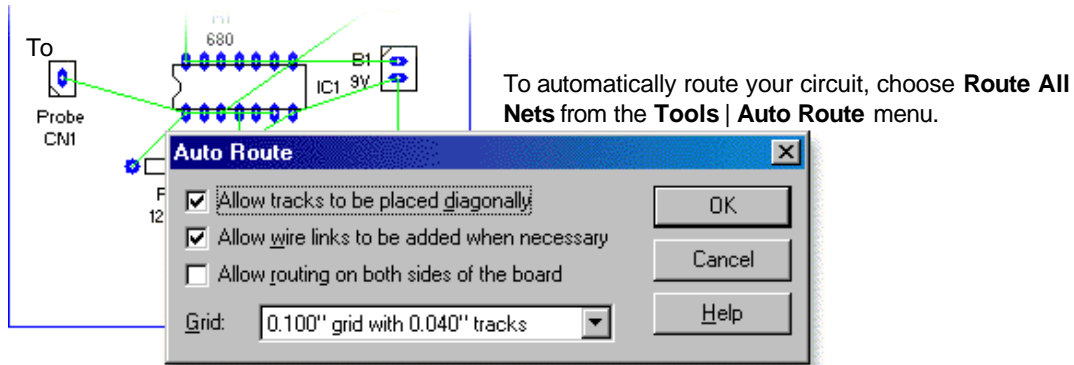 680
To
B1
IC1 9V
Probe
CN1
12
To automatically route your circuit, choose Route All
Nets from the Tools | Auto Route menu.
Auto Route
Allow tracks to be placed diagonally
Allow wire links to be added when necessary
Allow routing on both sides of the board
Grid: 0.100" grid with 0.040" tracks
OK
Cancel
Help